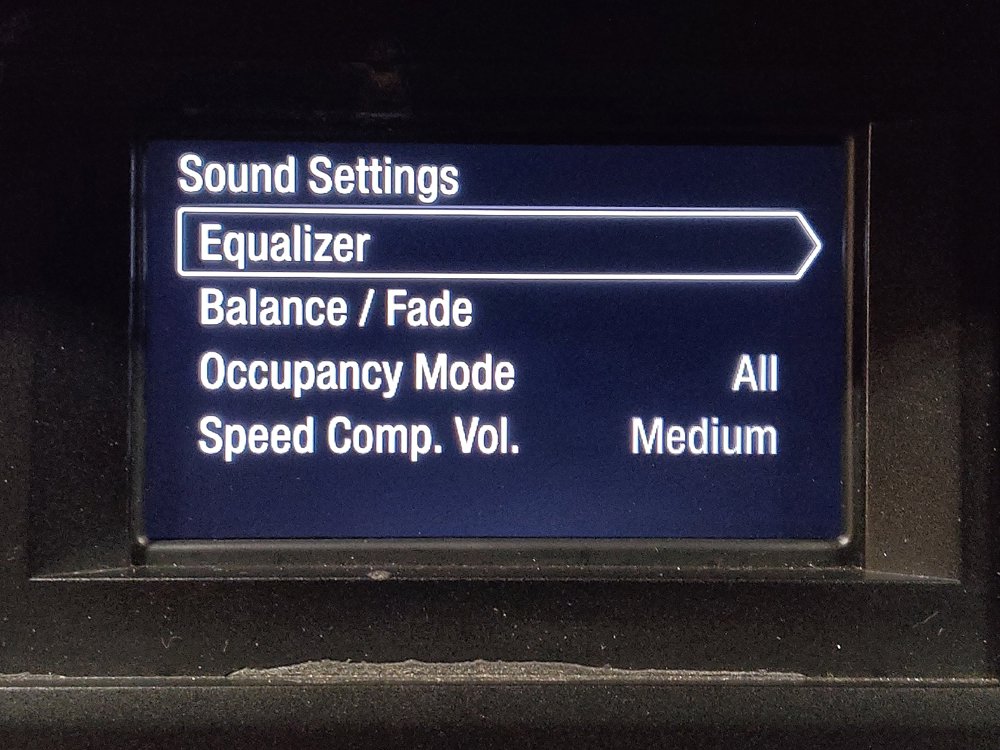 Sound Settings
Equalizer
Balance / Fade
Occupancy Mode All
Speed Comp. Vol. Medium